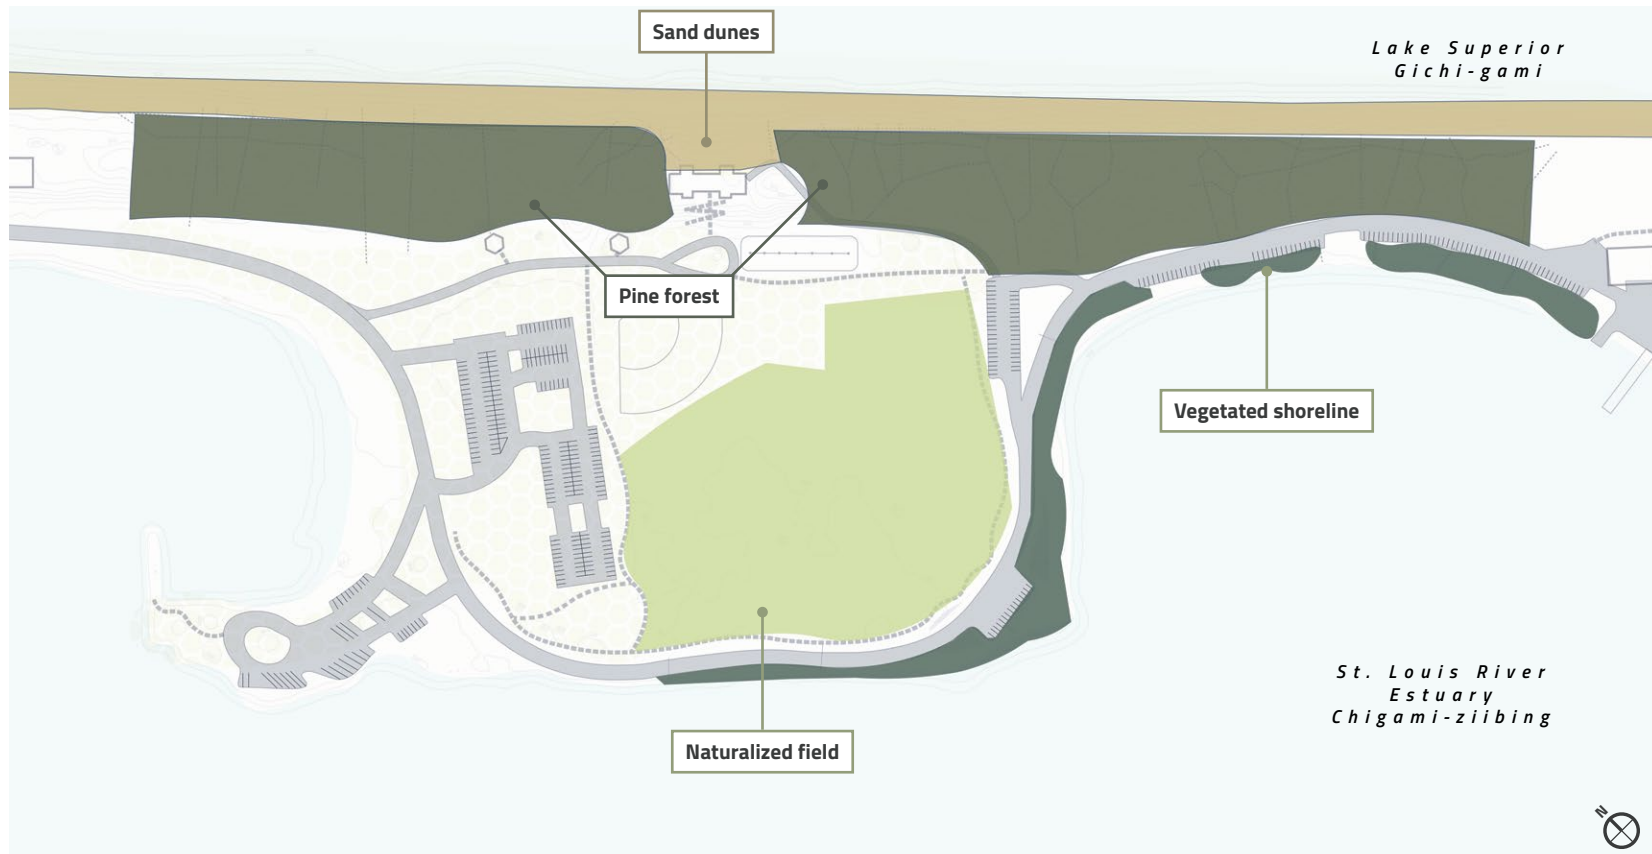 Sand dunes
Lake Superior
Gichi-gami
Pine forest
Vegetated shoreline
St. Louis River
Estuary
Chigami-ziibing
Naturalized field
N